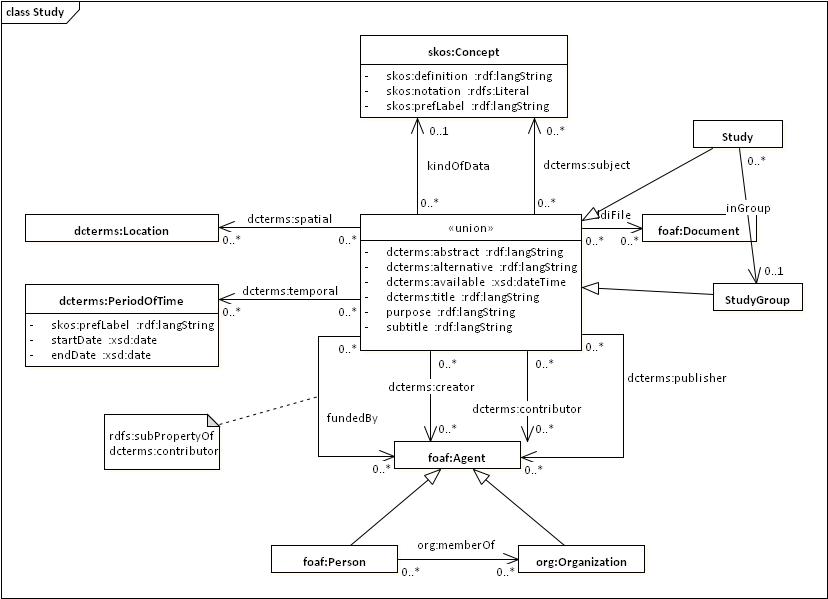 class Study
skos:Concept
- skos:definition :rdf:langString
- skos:notation :rdfs:Literal
- skos:prefLabel :rdf:langString
0..1
0..*
Study
0..*
kindOfData
dcterms:subject
0..*
0..*
inGroup
dcterms:Location
dcterms:spatial
0..*
0..*
«union»
- dcterms:abstract :rdf:langString
- dcterms:alternative :rdf:langString
- dcterms:available :xsd:dateTime
- dcterms:title :rdf:langString
- purpose :rdf:langString
- subtitle :rdf:langString
ddiFile
0..*
0..*
foaf:Document
0..1
StudyGroup
dcterms:PeriodOfTime
- skos:prefLabel :rdf:langString
- startDate :xsd:date
- endDate :xsd:date
dcterms:temporal
0..*
0..*
0..*
0..*
0..*
0..*
dcterms:creator
dcterms:publisher
dcterms:contributor
fundedBy
rdfs:subPropertyOf
dcterms:contributor
0..*
0..*
foaf:Agent
0..*
0..*
org:memberOf
foaf:Person
org:Organization
0..*
0..*